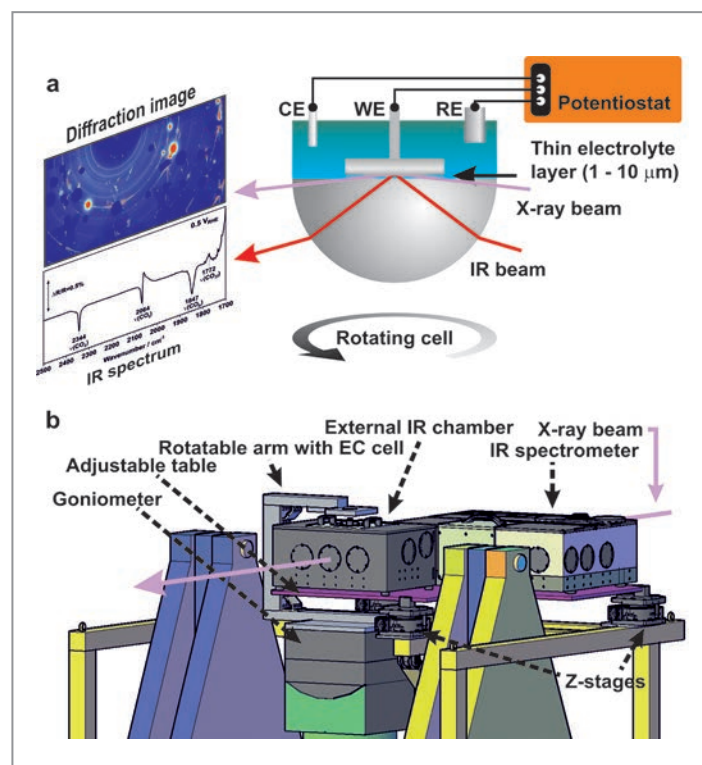 a
Diffraction image
CE
WE
RE
Potentiostat
Thin electrolyte
layer (1 - 10 µm)
X-ray beam
IR beam
Rotating cell
0.5 V_RHE
ΔR/R=0.5%
2344
ν(CO₂)
1772
1847
2500 2400 2300 2200 2100 2000 1900 1800 1700
Wavenumber / cm⁻¹
IR spectrum
b
External IR chamber
X-ray beam
Rotatable arm with EC cell
IR spectrometer
Adjustable table
Goniometer
Z-stages